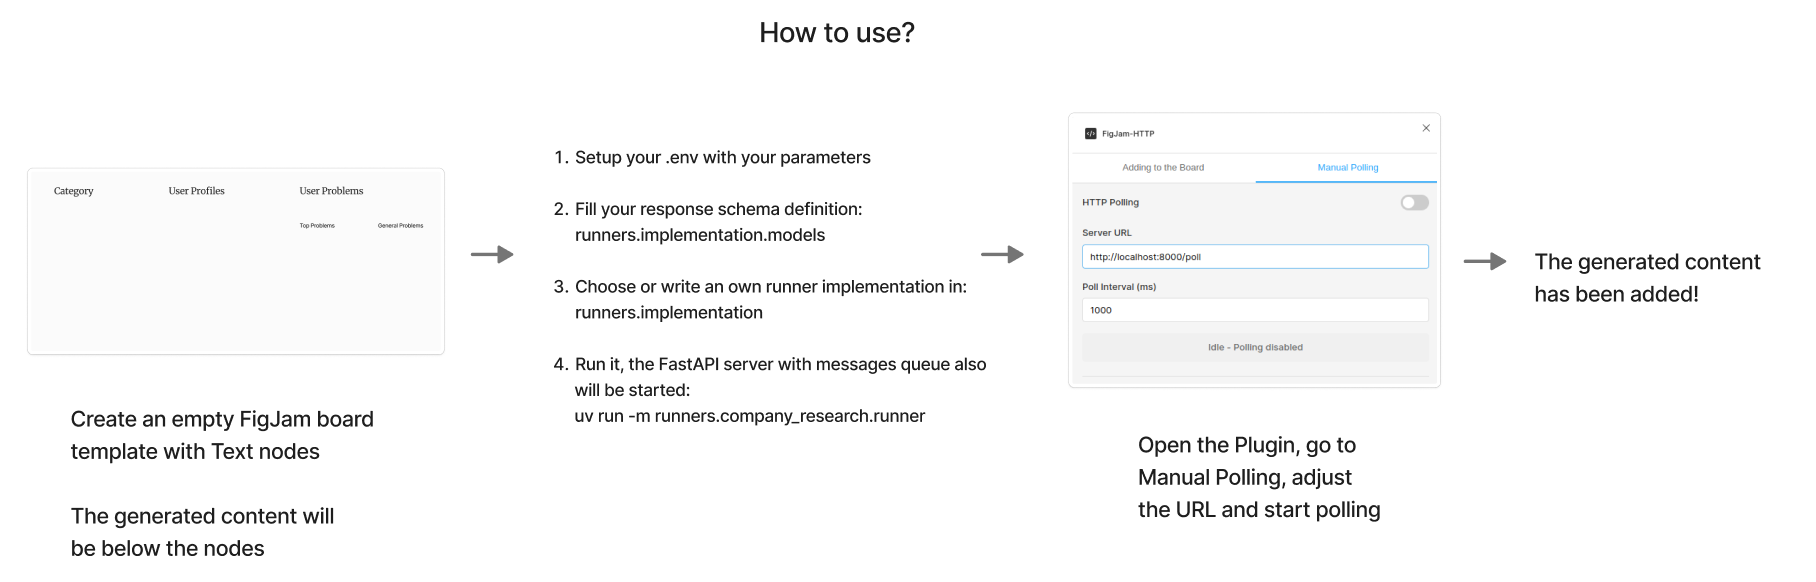 How to use?
Category
User Profiles
User Problems
Top Problems
General Problems
Create an empty FigJam board
template with Text nodes
The generated content will
be below the nodes
1. Setup your .env with your parameters
2. Fill your response schema definition:
runners.implementation.models
3. Choose or write an own runner implementation in:
runners.implementation
4. Run it, the FastAPI server with messages queue also
will be started:
uv run -m runners.company_research.runner
FigJam-HTTP
Adding to the Board
Manual Polling
HTTP Polling
Server URL
http://localhost:8000/poll
Poll Interval (ms)
1000
Idle - Polling disabled
Open the Plugin, go to
Manual Polling, adjust
the URL and start polling
The generated content
has been added!